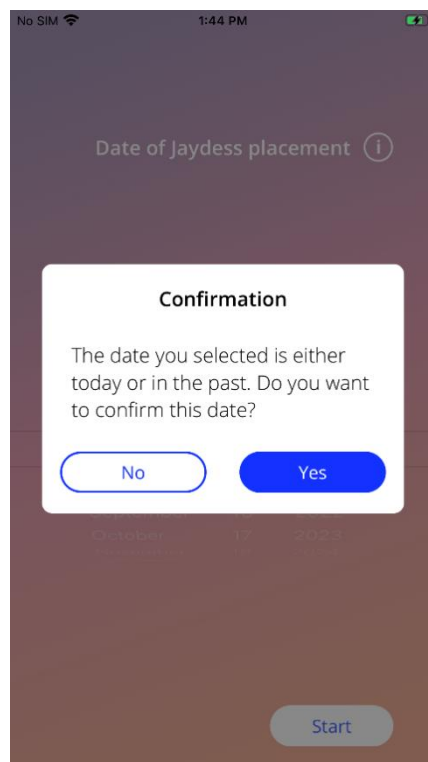 No SIM 1:44 PM
Date of Jaydess placement i
Confirmation
The date you selected is either
today or in the past. Do you want
to confirm this date?
No Yes
October 17 2023
Start